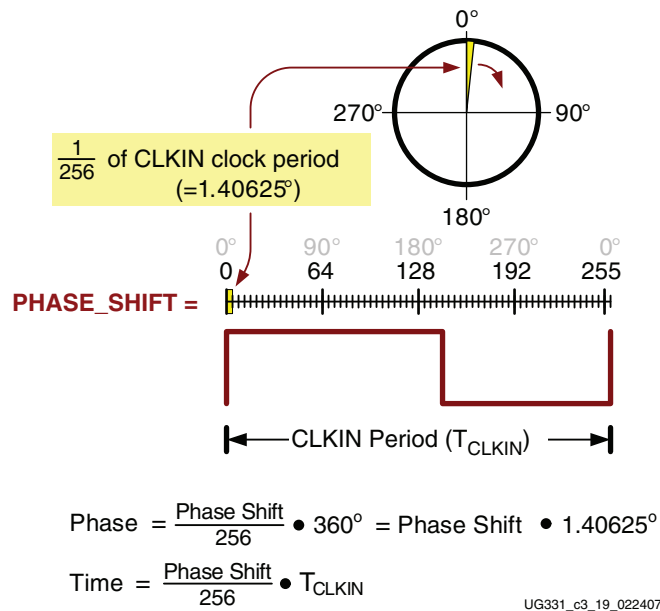 0°
270°
90°
1/256 of CLKIN clock period
(=1.40625°)
180°
0° 90° 180° 270° 0°
0 64 128 192 255
PHASE_SHIFT =
CLKIN Period (T_CLKIN)
Phase = Phase Shift/256 • 360° = Phase Shift • 1.40625°
Time = Phase Shift/256 • T_CLKIN
UG331_c3_19_022407